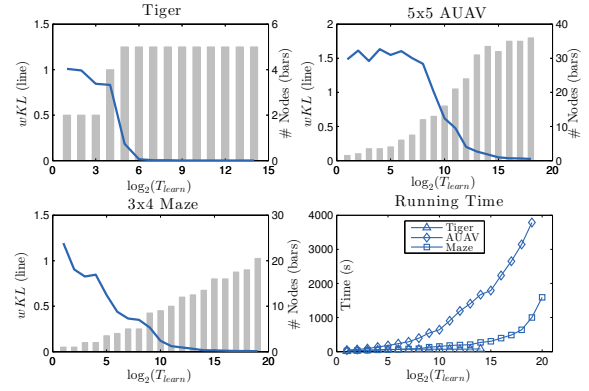 Tiger
1.5
1
0.5
0
6
4
2
0
0 3 6 9 12 15
wKL (line)
# Nodes (bars)
log2(Tlearn)
5x5 AUAV
2
1.5
1
0.5
0
40
30
20
10
0
0 5 10 15 20
wKL (line)
# Nodes (bars)
log2(Tlearn)
3x4 Maze
1.5
1
0.5
0
30
20
10
0
0 5 10 15 20
wKL (line)
# Nodes (bars)
log2(Tlearn)
Running Time
4000
3000
2000
1000
0
0 5 10 15 20
Time (s)
Tiger
AUAV
Maze
log2(Tlearn)